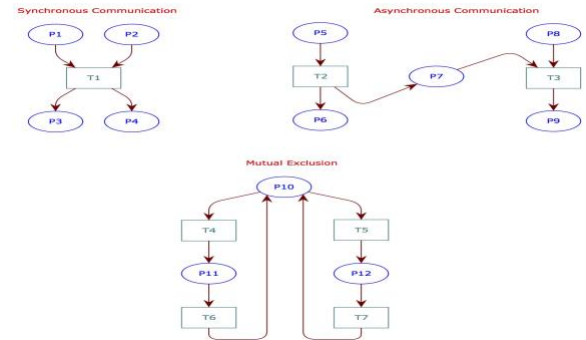 Synchronous Communication
Asynchronous Communication
P1 P2
P5
P8
T1
T2
P7
T3
P3 P4
P6
P9
Mutual Exclusion
P10
T4
T5
P11
P12
T6
T7